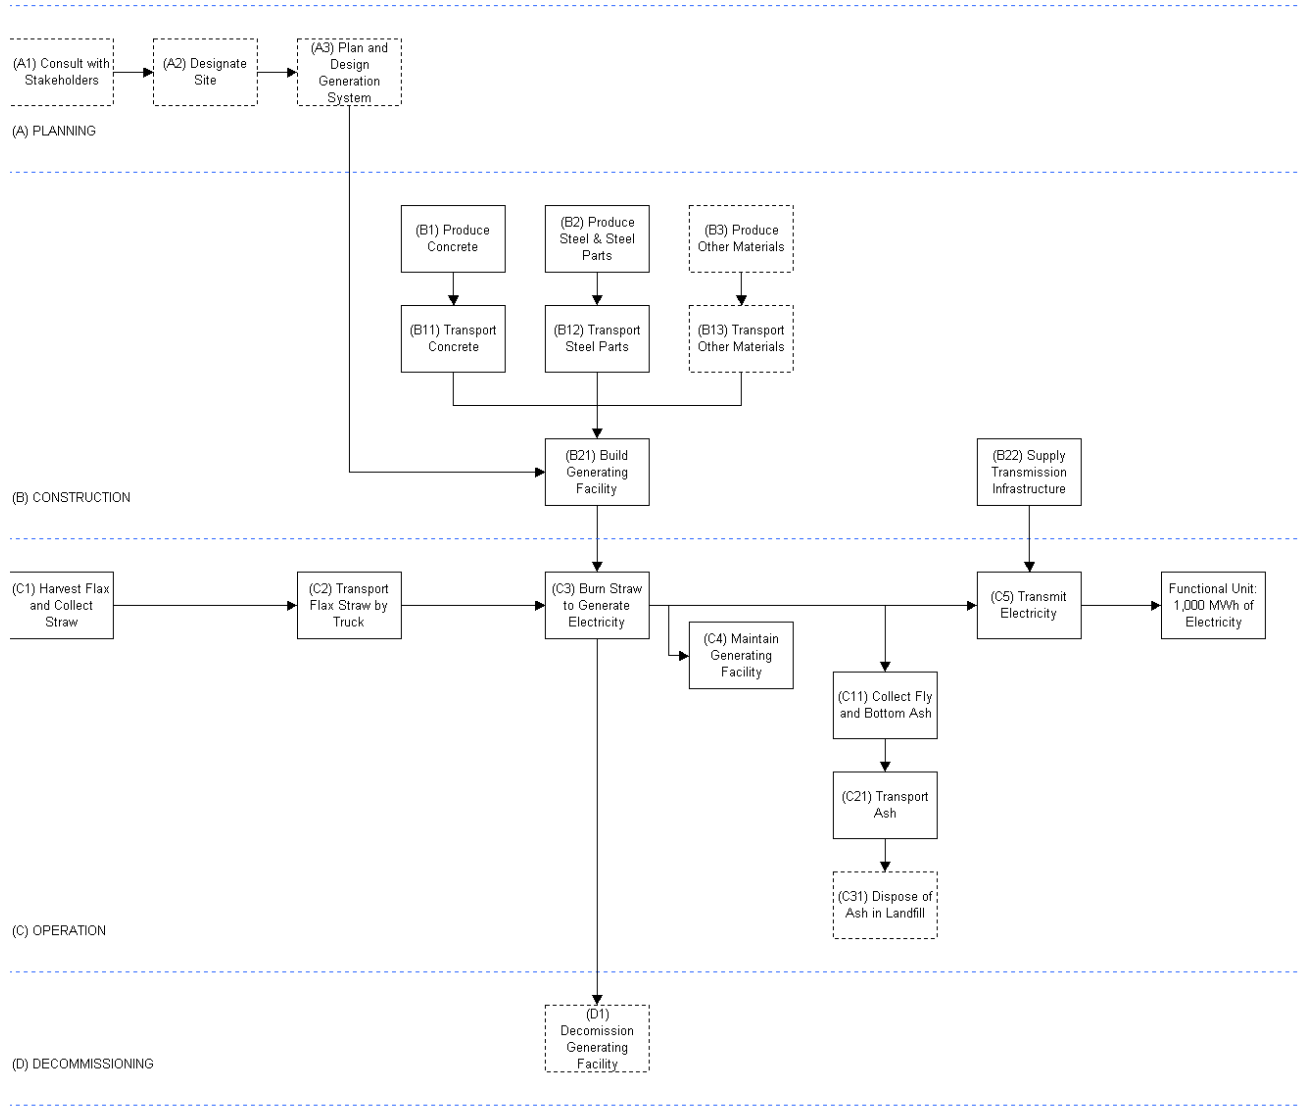 (A1) Consult with
Stakeholders
(A2) Designate
Site
(A3) Plan and
Design
Generation
System
(A) PLANNING
(B1) Produce
Concrete
(B2) Produce
Steel & Steel
Parts
(B3) Produce
Other Materials
(B11) Transport
Concrete
(B12) Transport
Steel Parts
(B13) Transport
Other Materials
(B21) Build
Generating
Facility
(B22) Supply
Transmission
Infrastructure
(B) CONSTRUCTION
(C1) Harvest Flax
and Collect
Straw
(C2) Transport
Flax Straw by
Truck
(C3) Burn Straw
to Generate
Electricity
(C5) Transmit
Electricity
Functional Unit:
1,000 MWh of
Electricity
(C4) Maintain
Generating
Facility
(C11) Collect Fly
and Bottom Ash
(C21) Transport
Ash
(C31) Dispose of
Ash in Landfill
(C) OPERATION
(D1)
Decomission
Generating
Facility
(D) DECOMMISSIONING